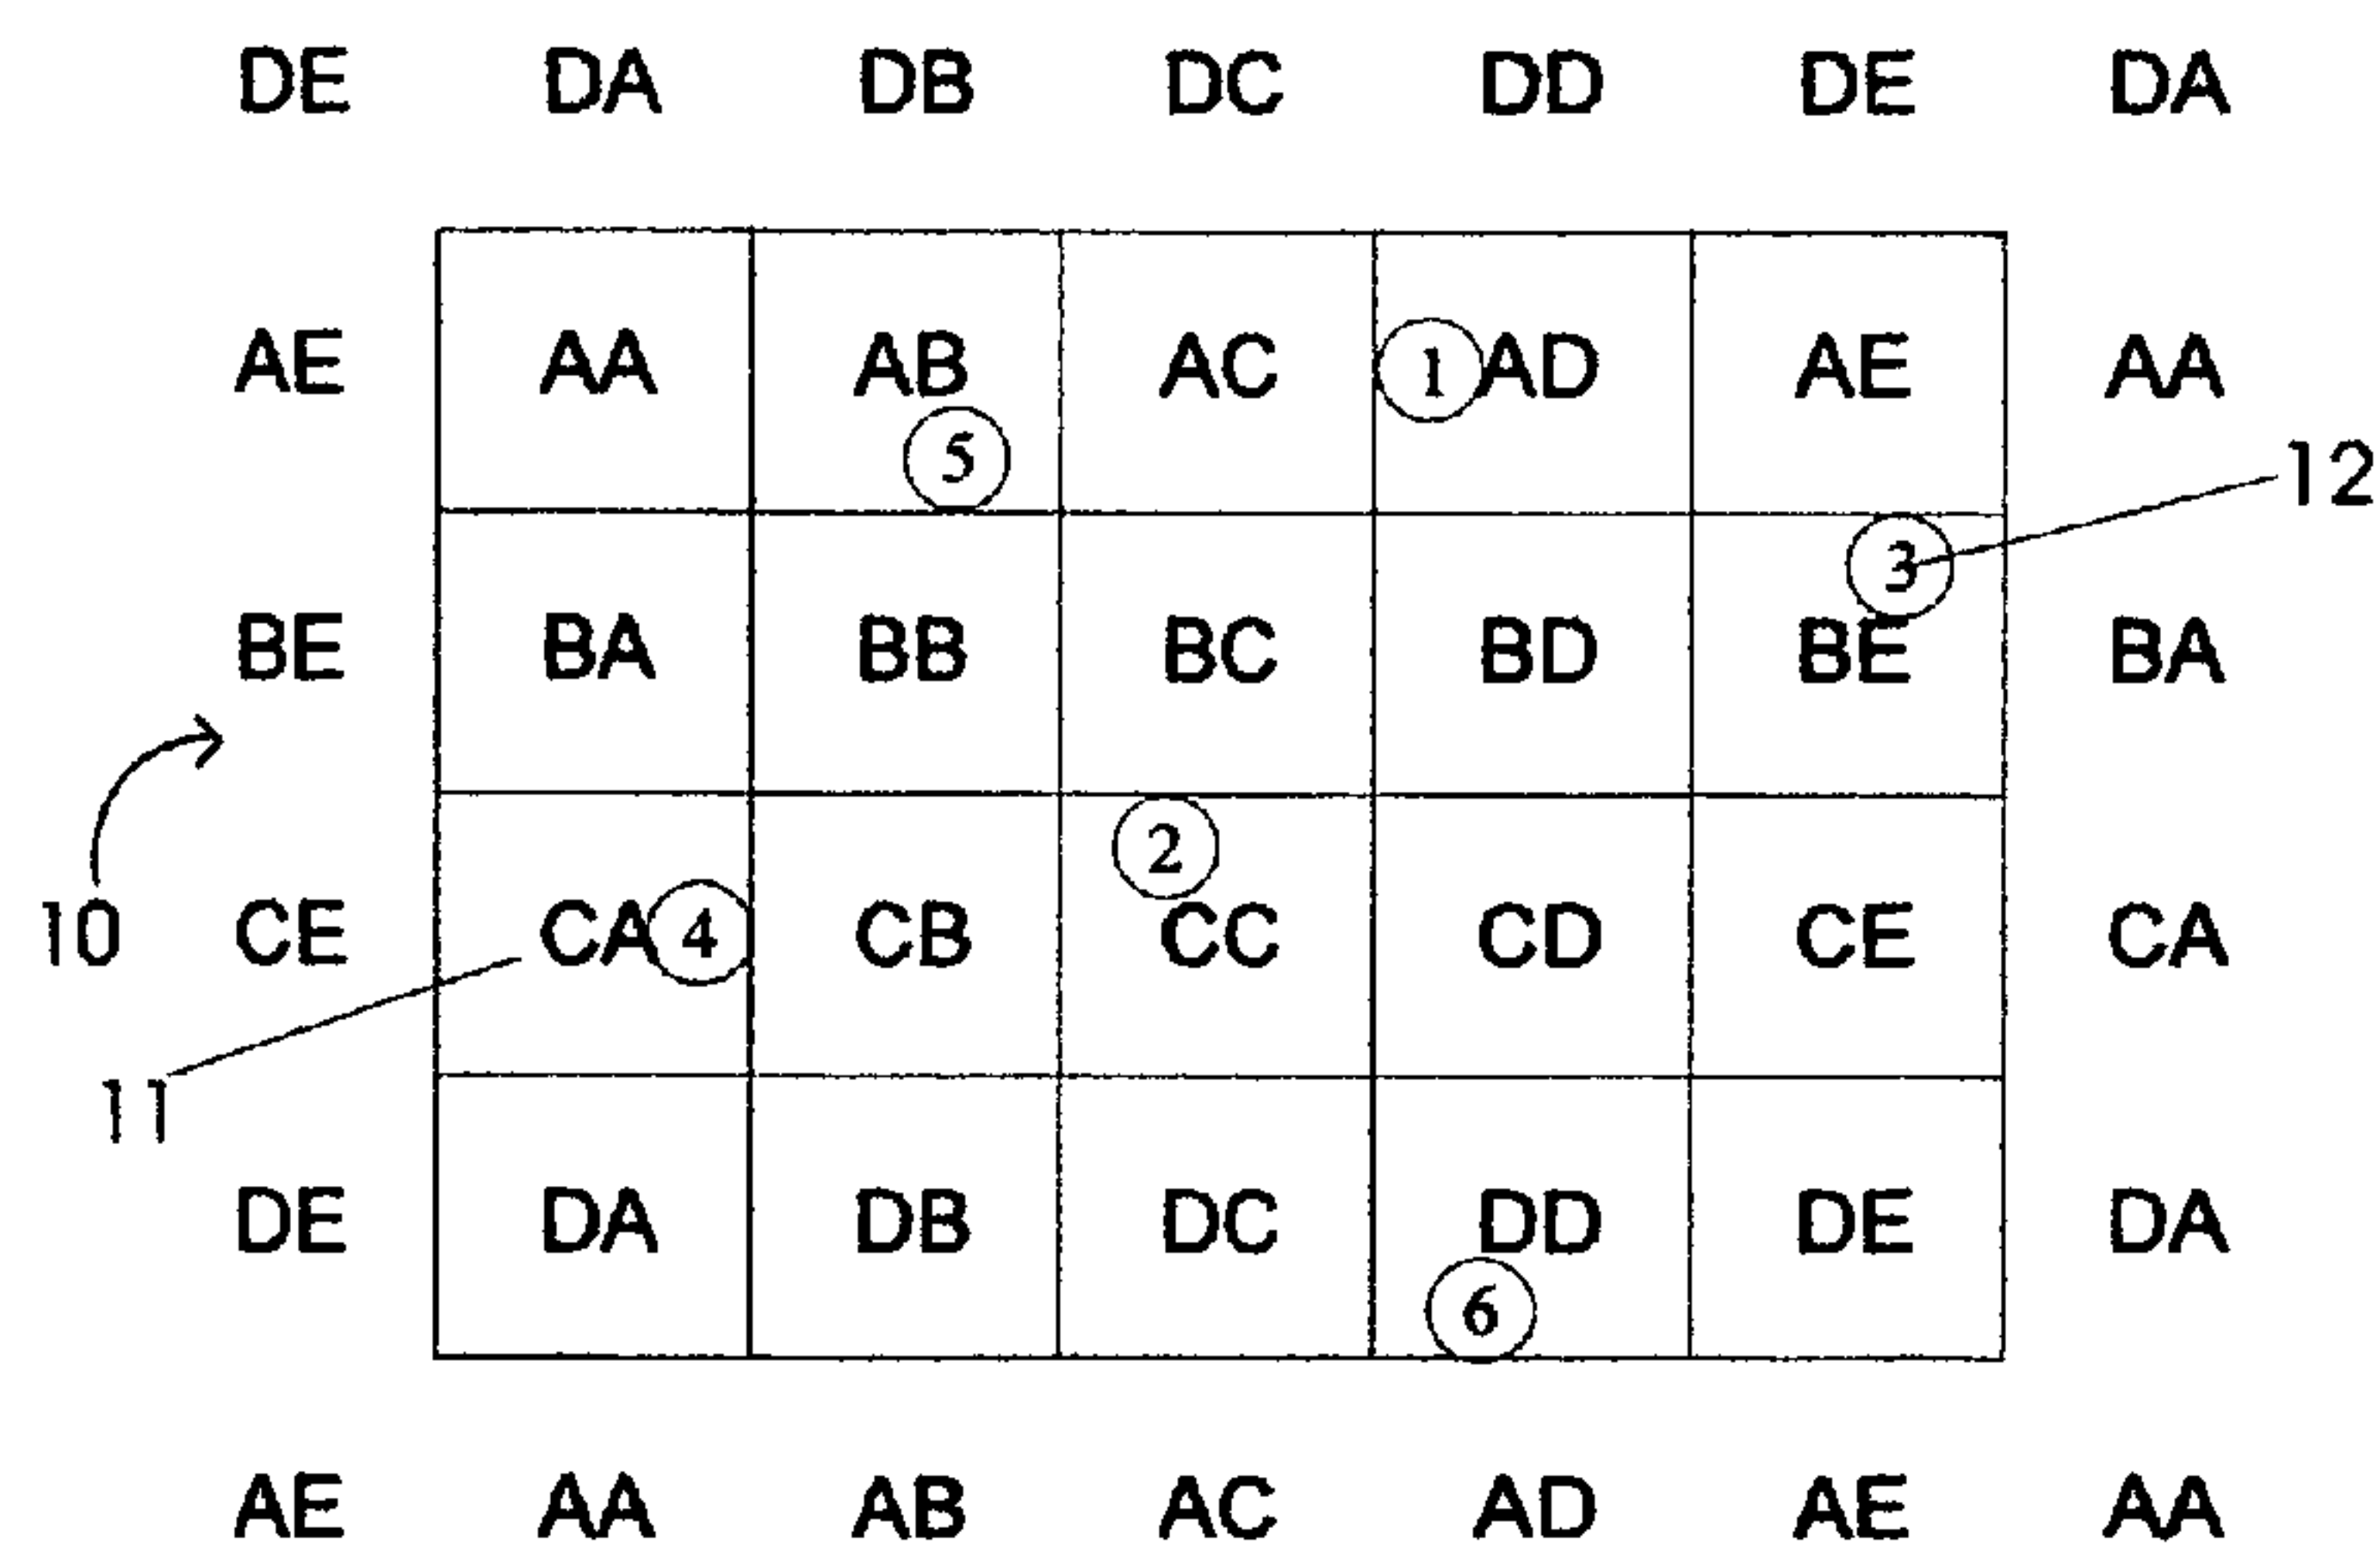 DE DA DB DC DD DE DA
AE AA AB AC 1 AD AE AA
5
12
3
BE BA BB BC BD BE BA
2
10 CE CA 4 CB CC CD CE CA
11
DE DA DB DC DD DE DA
6
AE AA AB AC AD AE AA